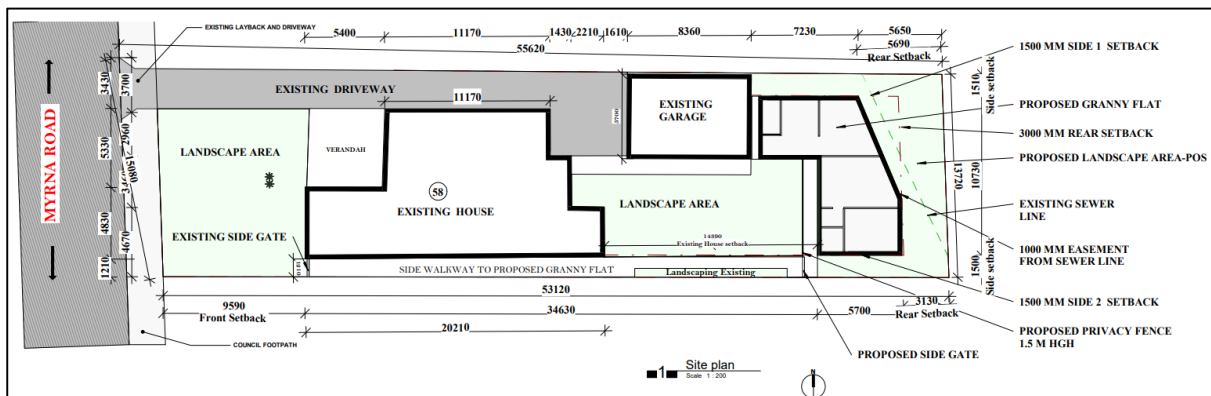 EXISTING LAYBACK AND DRIVEWAY
5400
11170
1430
2210
1610
8360
7230
5650
55620
5690
Rear Setback
1500 MM SIDE 1 SETBACK
3430
3700
EXISTING DRIVEWAY
11170
EXISTING
GARAGE
1510
Side setback
PROPOSED GRANNY FLAT
3000 MM REAR SETBACK
MYRNA ROAD
5330
2960
15080
LANDSCAPE AREA
VERANDAH
PROPOSED LANDSCAPE AREA-POS
13720
10730
58
EXISTING HOUSE
LANDSCAPE AREA
EXISTING SEWER
LINE
4830
4670
EXISTING SIDE GATE
14890
Existing House setback
1000 MM EASEMENT
FROM SEWER LINE
1210
SIDE WALKWAY TO PROPOSED GRANNY FLAT
Landscaping Existing
1500
Side setback
53120
1500 MM SIDE 2 SETBACK
9590
Front Setback
34630
5700
3130
Rear Setback
20210
PROPOSED PRIVACY FENCE
1.5 M HGH
COUNCIL FOOTPATH
PROPOSED SIDE GATE
1
Site plan
Scale 1 : 200
N